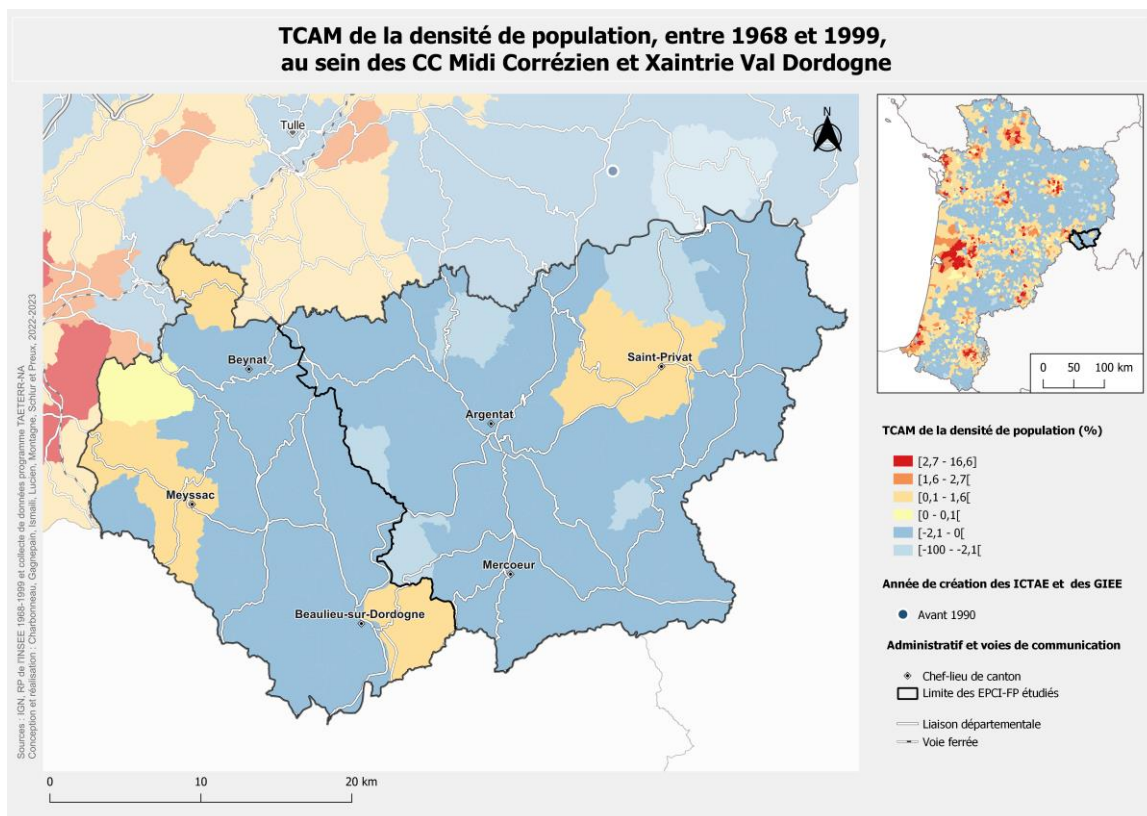 TCAM de la densité de population, entre 1968 et 1999,
au sein des CC Midi Corrézien et Xaintrie Val Dordogne
Tulle
N
Beynat
Saint-Privat
Argentat
Meyssac
Mercoeur
Beaulieu-sur-Dordogne
0 10 20 km
Sources : IGN, RP de l'INSEE 1968-1999 et collecte de données programme TAETERR-NA
Conception et réalisation : Charbonneau, Gagnepain, Ismaili, Lucien, Montagne, Schlur et Preux, 2022-2023
0 50 100 km
TCAM de la densité de population (%)
[2,7 - 16,6]
[1,6 - 2,7[
[0,1 - 1,6[
[0 - 0,1[
[-2,1 - 0[
[-100 - -2,1[
Année de création des ICTAE et des GIEE
Avant 1990
Administratif et voies de communication
Chef-lieu de canton
Limite des EPCI-FP étudiés
Liaison départementale
Voie ferrée